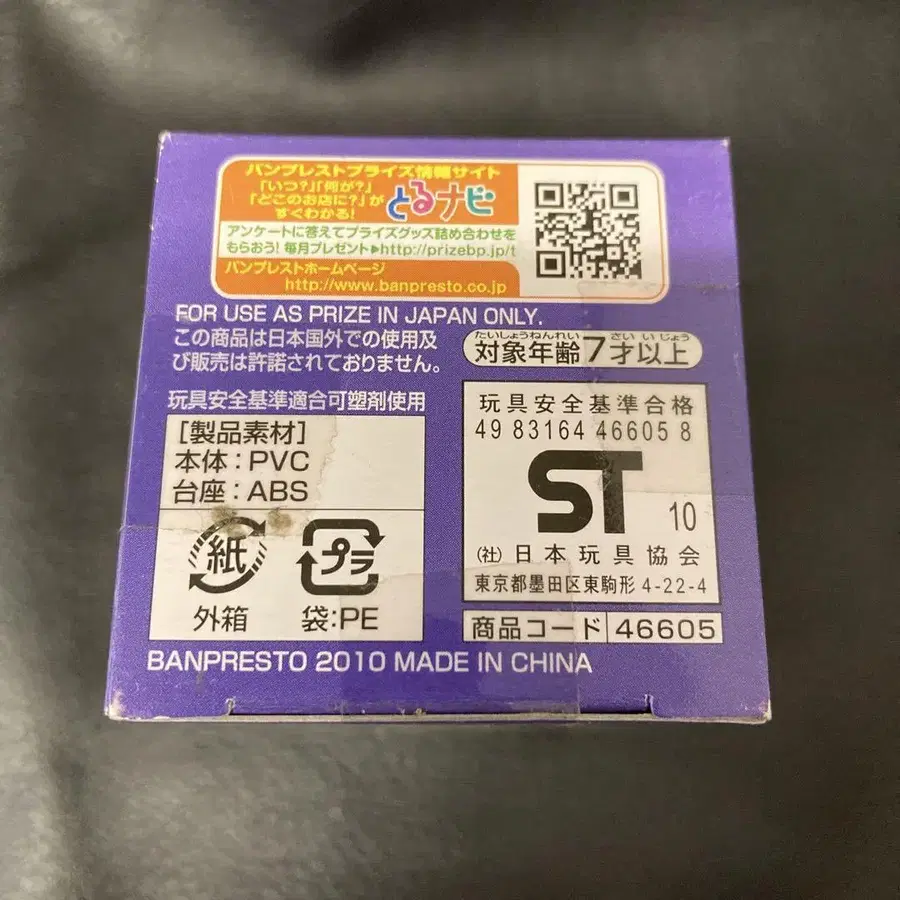 バンプレストプライズ情報サイト
「いつ？」「何が？」
「どこのお店に？」が
すぐわかる！
とるナビ
アンケートに答えてプライズグッズ詰め合わせを
もらおう！毎月プレゼント▶http://prizebp.jp/t
バンプレストホームページ
http://www.banpresto.co.jp
FOR USE AS PRIZE IN JAPAN ONLY.
この商品は日本国外での使用及
び販売は許諾されておりません。
たいしょうねんれい さいいじょう
対象年齢 7才以上
玩具安全基準適合可塑剤使用
[製品素材]
本体：PVC
台座：ABS
紙
外箱
プラ
袋：PE
玩具安全基準合格
49 83164 46605 8
ST
10
(社) 日本玩具協会
東京都墨田区東駒形 4-22-4
商品コード 46605
BANPRESTO 2010 MADE IN CHINA